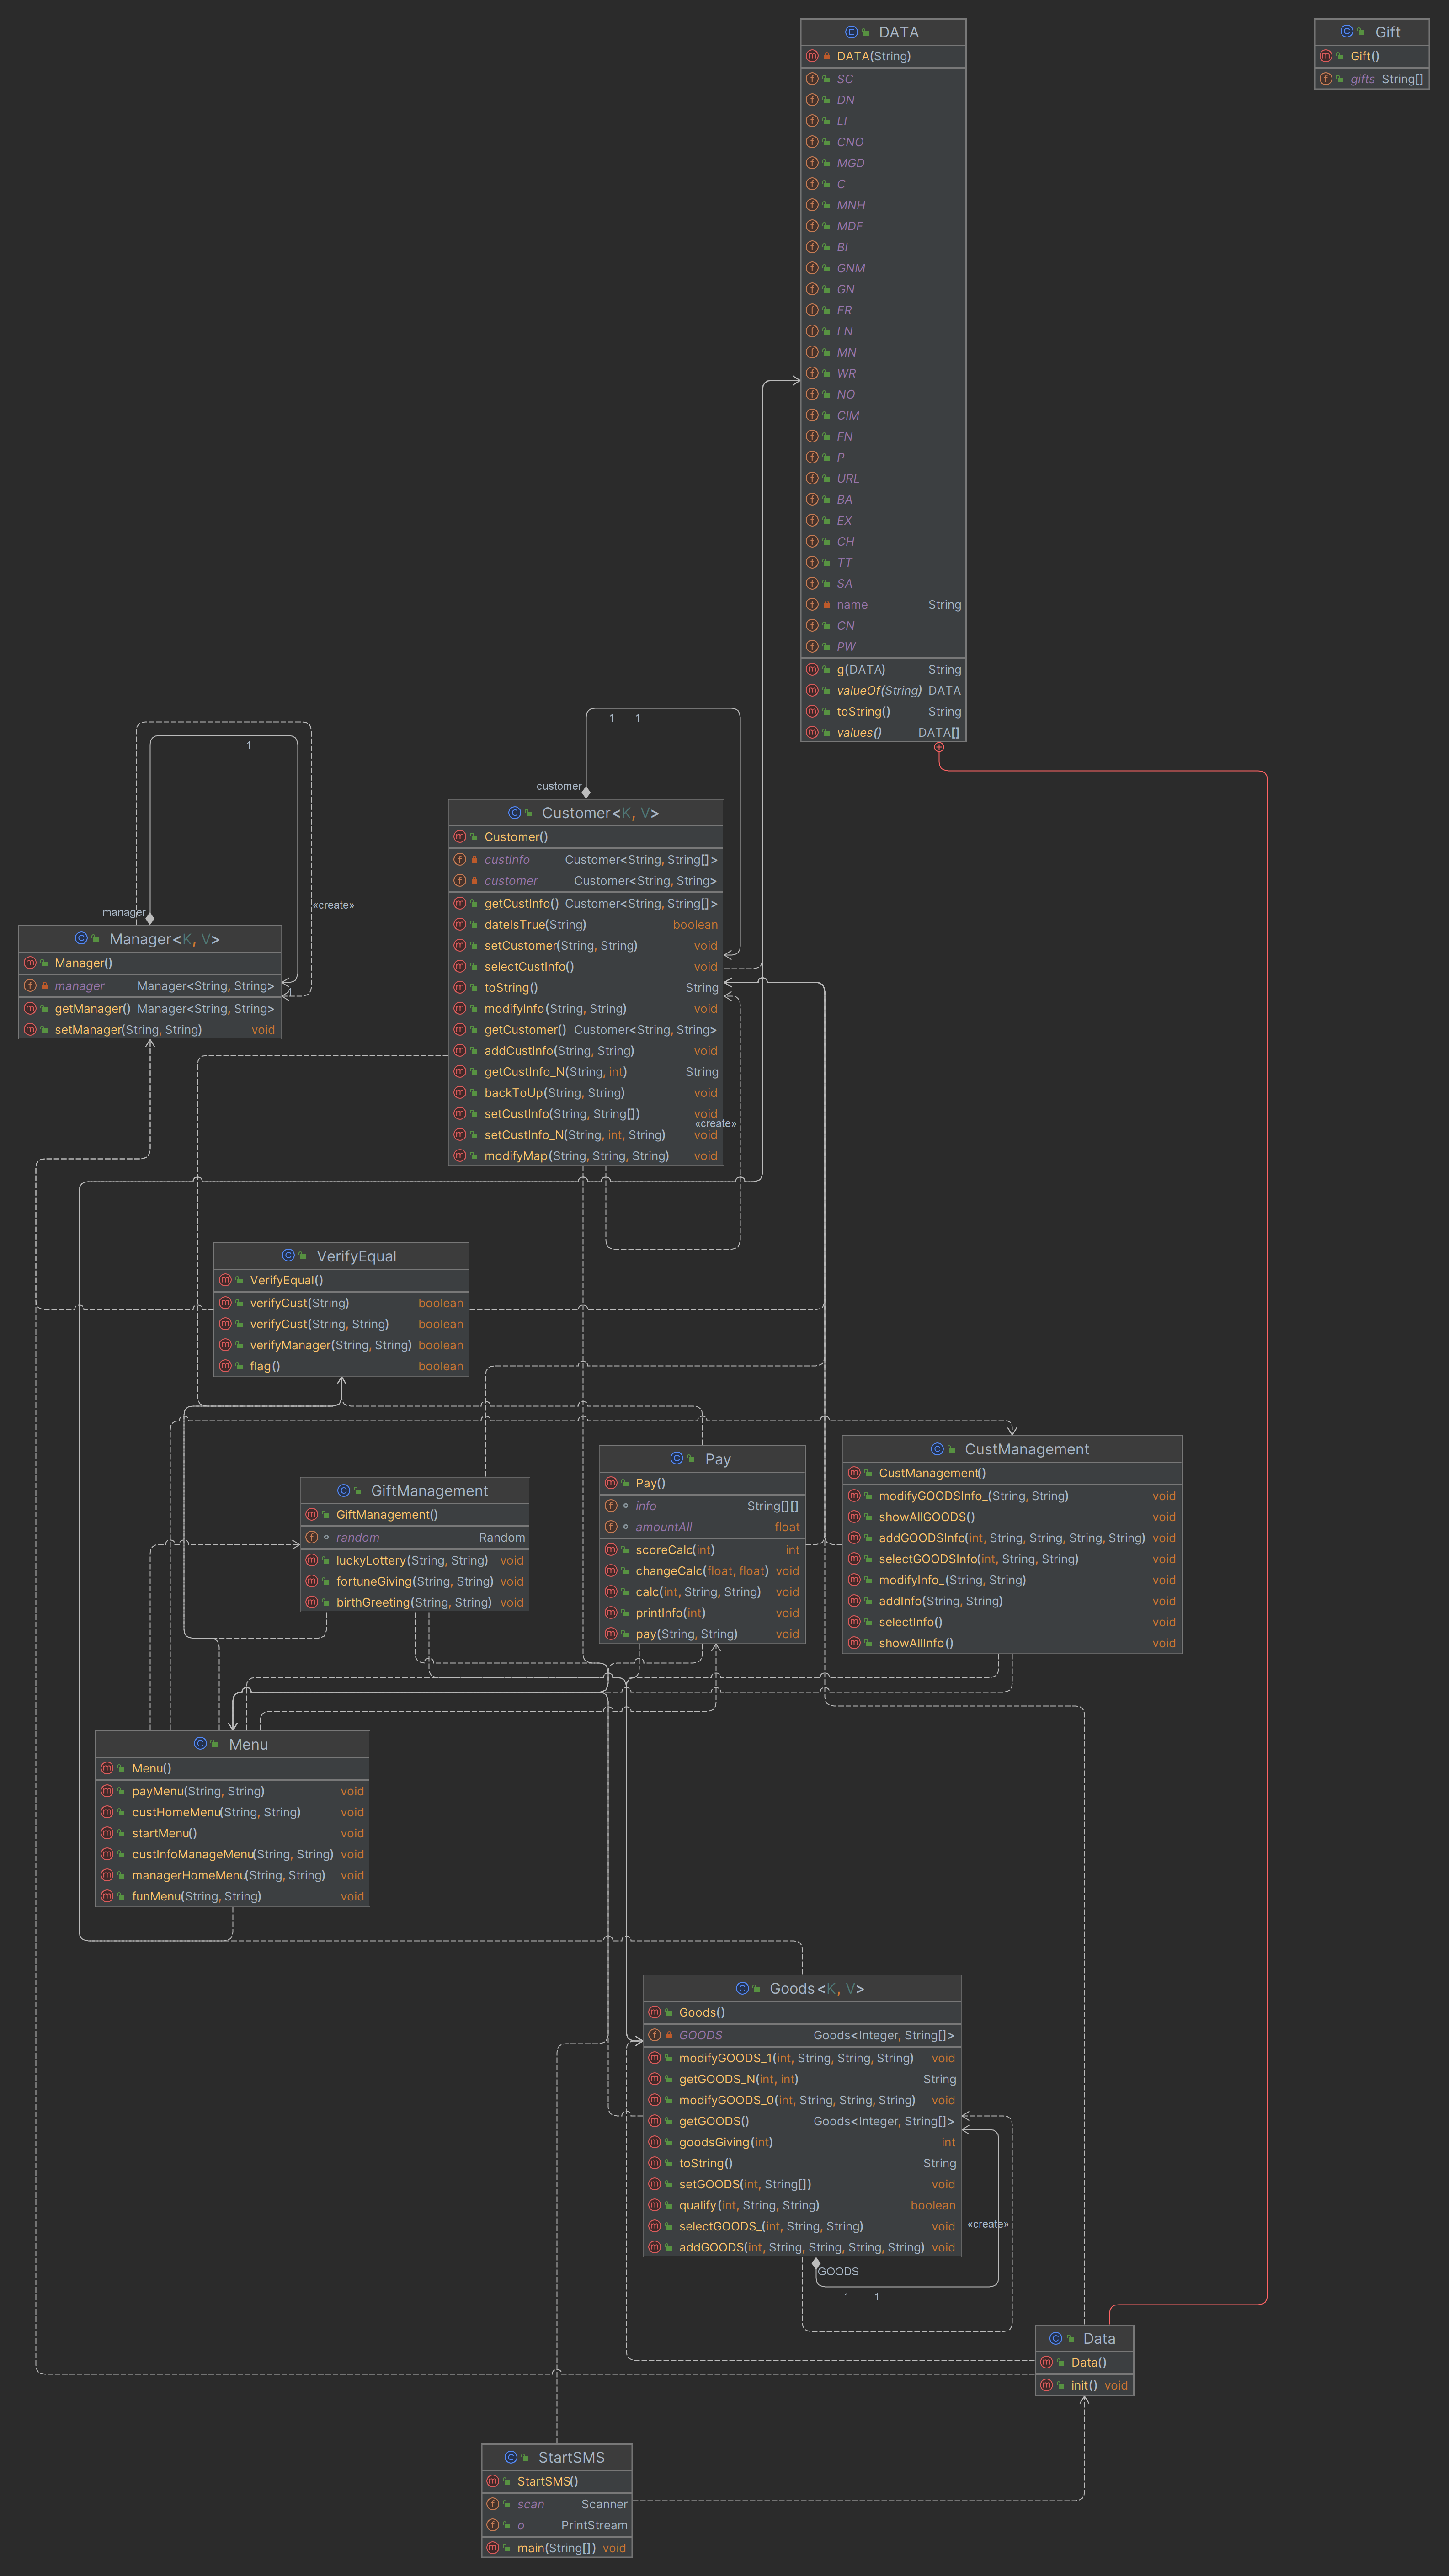 DATA
DATA(String)
SC
DN
LI
CNO
MGD
C
MNH
MDF
BI
GNM
GN
ER
LN
MN
WR
NO
CIM
FN
P
URL
BA
EX
CH
TT
SA
name String
CN
PW
g(DATA) String
valueOf(String) DATA
toString() String
values() DATA[]
Gift
Gift()
gifts String[]
1 1
customer
Customer<K, V>
Customer()
custInfo Customer<String, String[]>
customer Customer<String, String>
getCustInfo() Customer<String, String[]>
dateIsTrue(String) boolean
setCustomer(String, String) void
selectCustInfo() void
toString() String
modifyInfo(String, String) void
getCustomer() Customer<String, String>
addCustInfo(String, String) void
getCustInfo_N(String, int) String
backToUp(String, String) void
setCustInfo(String, String[]) void
«create»
setCustInfo_N(String, int, String) void
modifyMap(String, String, String) void
1
«create»
manager
Manager<K, V>
Manager()
manager Manager<String, String>
getManager() Manager<String, String>
setManager(String, String) void
VerifyEqual
VerifyEqual()
verifyCust(String) boolean
verifyCust(String, String) boolean
verifyManager(String, String) boolean
flag() boolean
GiftManagement
GiftManagement()
random Random
luckyLottery(String, String) void
fortuneGiving(String, String) void
birthGreeting(String, String) void
Pay
Pay()
info String[][]
amountAll float
scoreCalc(int) int
changeCalc(float, float) void
calc(int, String, String) void
printInfo(int) void
pay(String, String) void
CustManagement
CustManagement()
modifyGOODSInfo_(String, String) void
showAllGOODS() void
addGOODSInfo(int, String, String, String, String) void
selectGOODSInfo(int, String, String) void
modifyInfo_(String, String) void
addInfo(String, String) void
selectInfo() void
showAllInfo() void
Menu
Menu()
payMenu(String, String) void
custHomeMenu(String, String) void
startMenu() void
custInfoManageMenu(String, String) void
managerHomeMenu(String, String) void
funMenu(String, String) void
Goods<K, V>
Goods()
GOODS Goods<Integer, String[]>
modifyGOODS_1(int, String, String, String) void
getGOODS_N(int, int) String
modifyGOODS_0(int, String, String, String) void
getGOODS() Goods<Integer, String[]>
goodsGiving(int) int
toString() String
setGOODS(int, String[]) void
qualify(int, String, String) boolean
selectGOODS_(int, String, String) void
«create»
addGOODS(int, String, String, String, String) void
GOODS
1 1
Data
Data()
init() void
StartSMS
StartSMS()
scan Scanner
o PrintStream
main(String[]) void